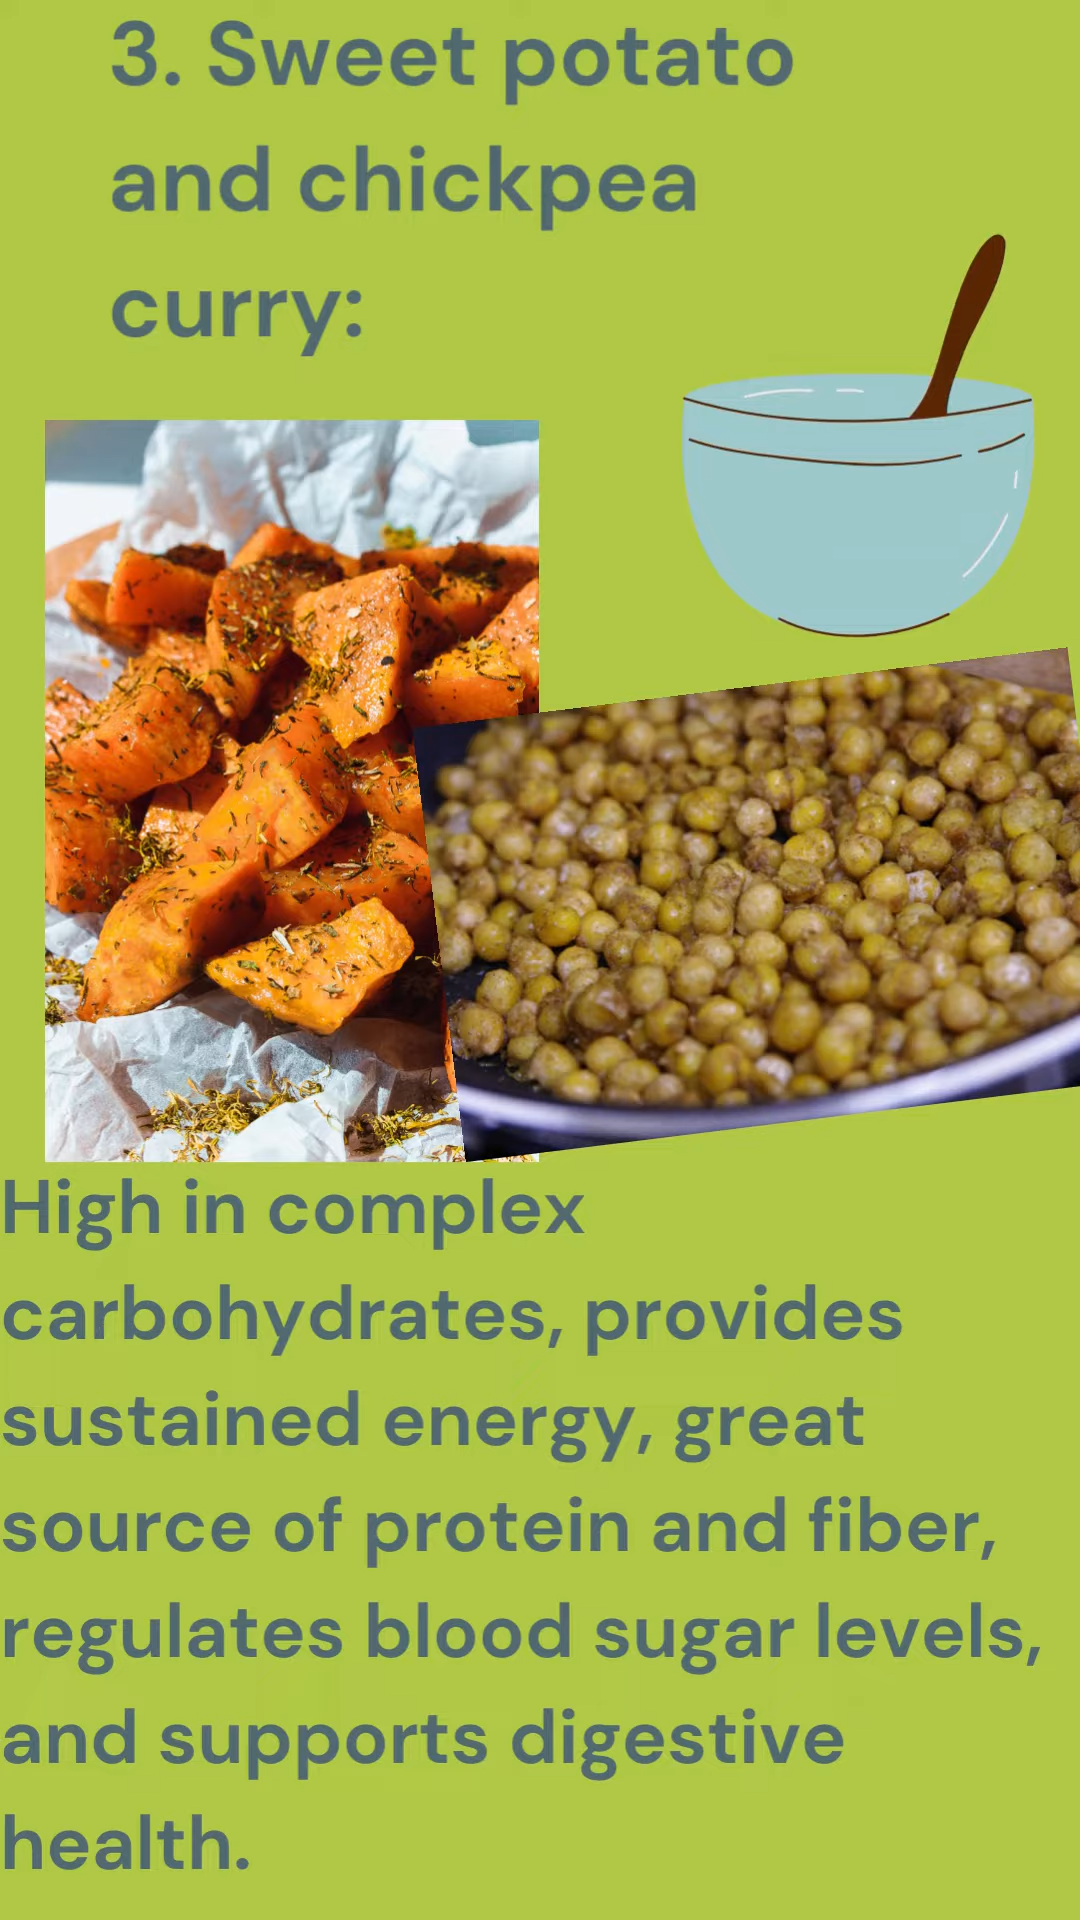 3. Sweet potato
and chickpea
curry:
High in complex
carbohydrates, provides
sustained energy, great
source of protein and fiber,
regulates blood sugar levels,
and supports digestive
health.